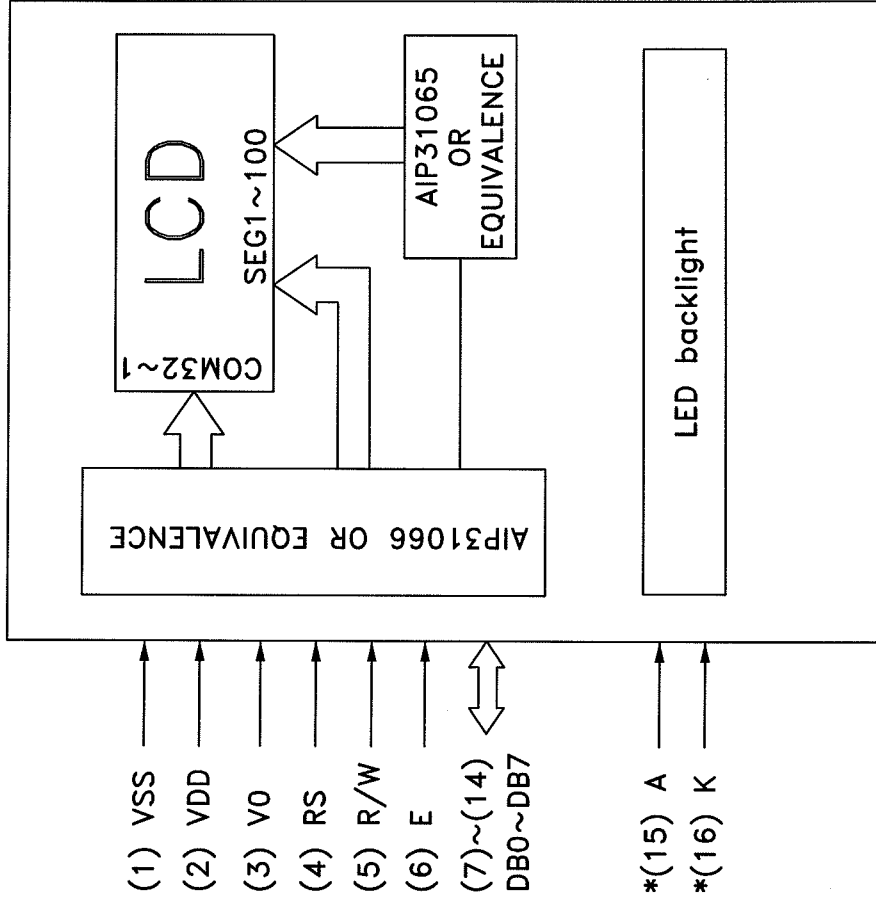 (1) VSS
(2) VDD
(3) V0
(4) RS
(5) R/W
(6) E
(7)~(14)
DB0~DB7
*(15) A
*(16) K
AIP31066 OR EQUIVALENCE
COM32~1
LCD
SEG1~100
AIP31065
OR
EQUIVALENCE
LED backlight